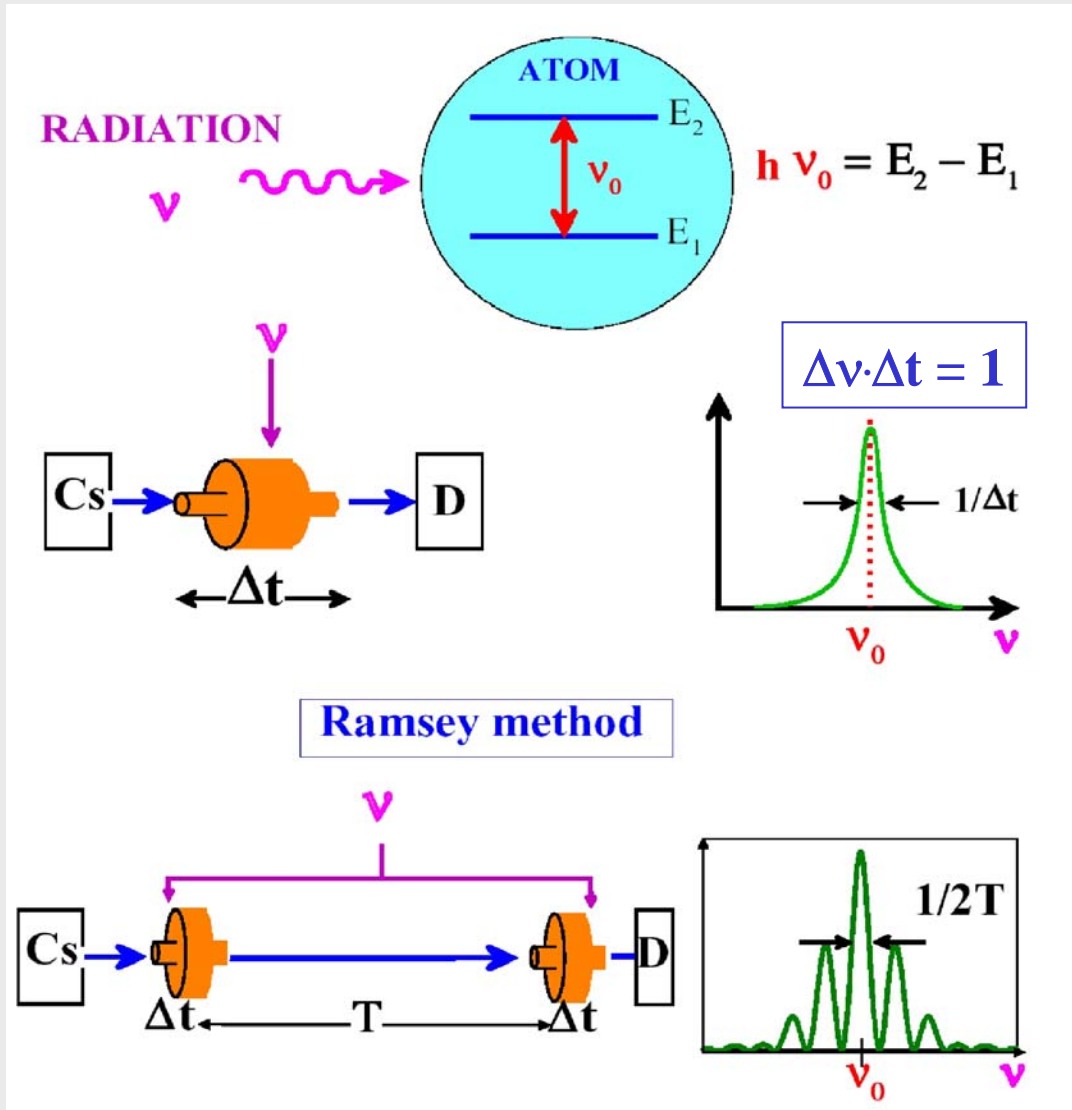 ATOM
E₂
RADIATION
ν
ν₀
h ν₀ = E₂ − E₁
E₁
ν
Δν·Δt = 1
Cs
D
1/Δt
Δt
ν₀
ν
Ramsey method
ν
1/2T
Cs
D
Δt
T
Δt
ν₀
ν